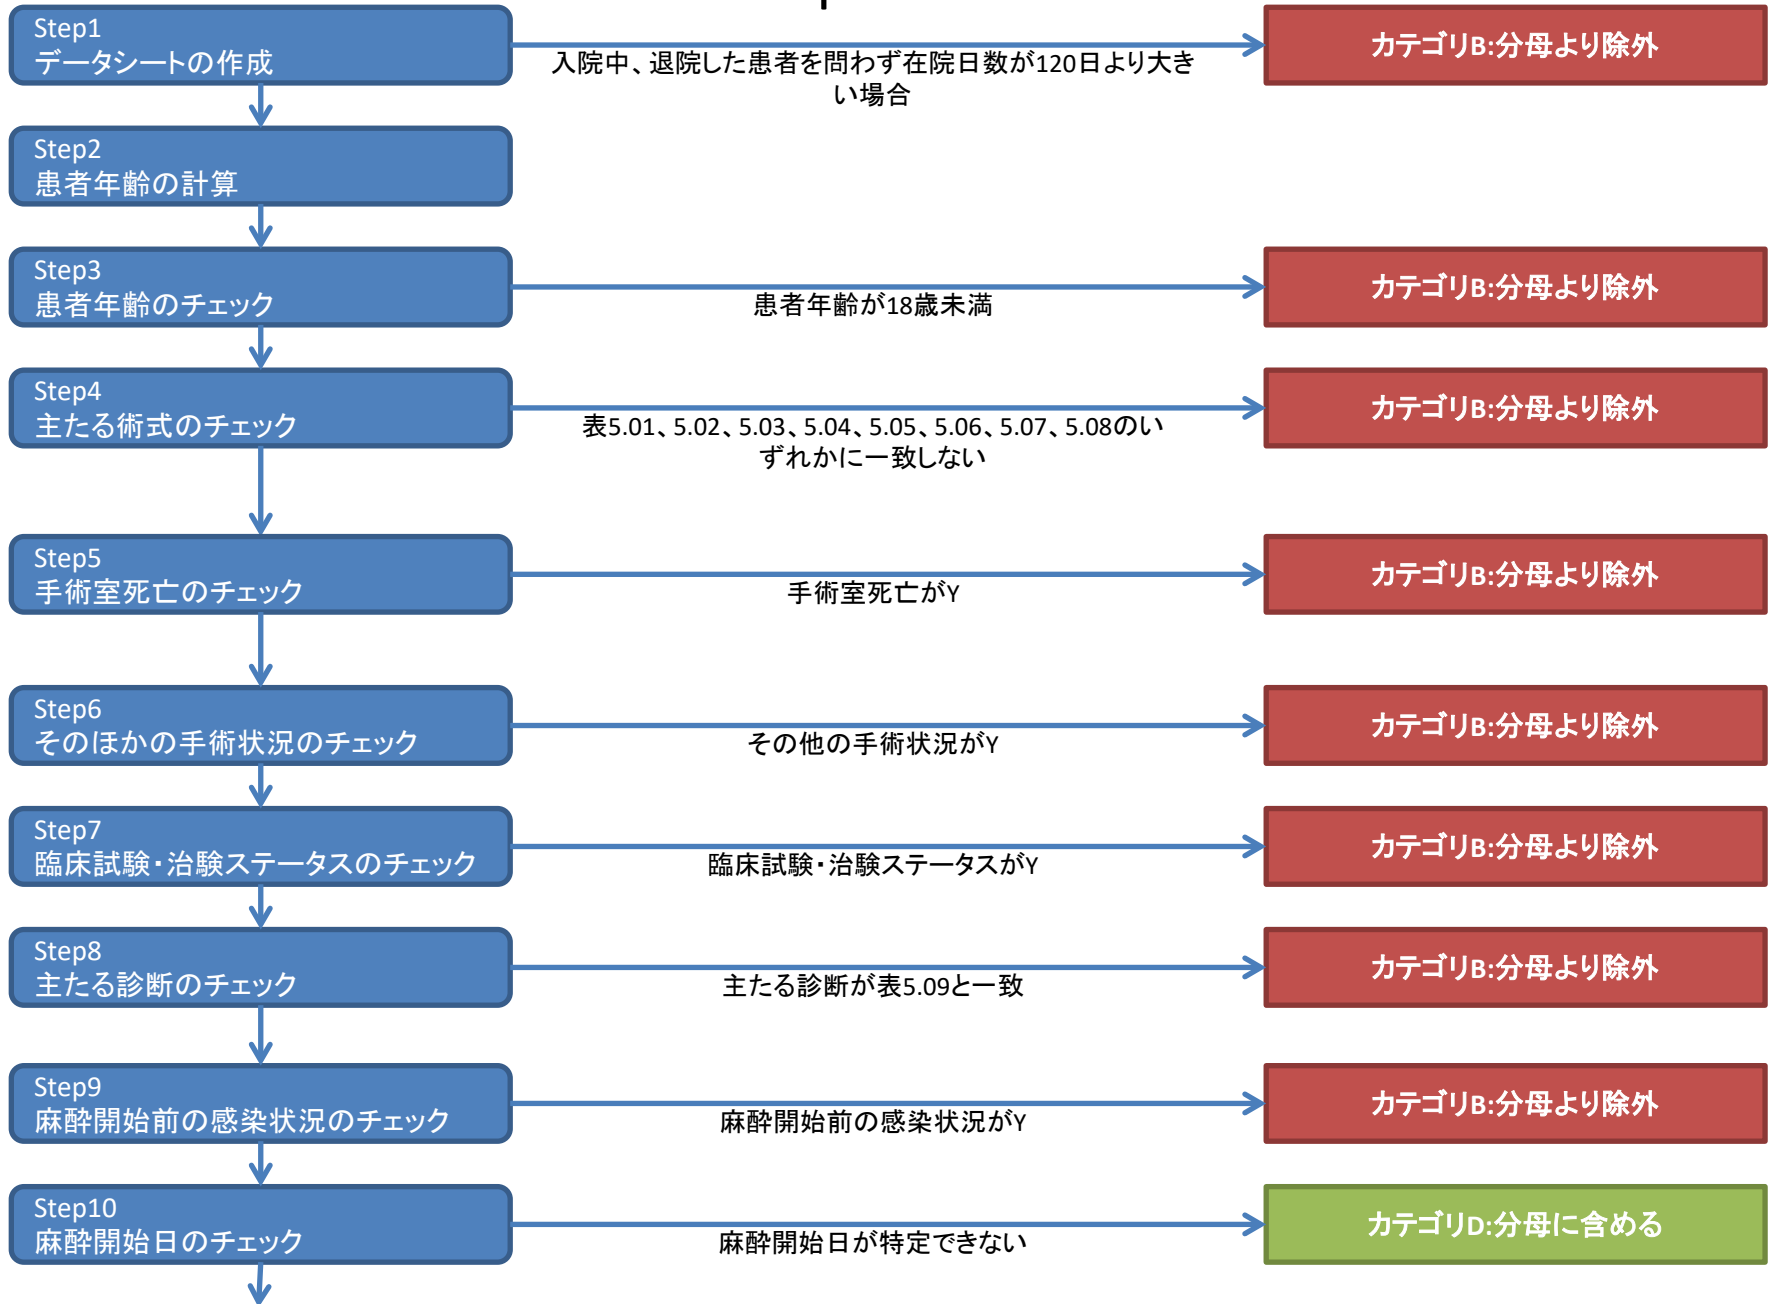 Step1
データシートの作成
入院中、退院した患者を問わず在院日数が120日より大き
い場合
カテゴリB:分母より除外
Step2
患者年齢の計算
Step3
患者年齢のチェック
患者年齢が18歳未満
カテゴリB:分母より除外
Step4
主たる術式のチェック
表5.01、5.02、5.03、5.04、5.05、5.06、5.07、5.08のい
ずれかに一致しない
カテゴリB:分母より除外
Step5
手術室死亡のチェック
手術室死亡がY
カテゴリB:分母より除外
Step6
そのほかの手術状況のチェック
その他の手術状況がY
カテゴリB:分母より除外
Step7
臨床試験・治験ステータスのチェック
臨床試験・治験ステータスがY
カテゴリB:分母より除外
Step8
主たる診断のチェック
主たる診断が表5.09と一致
カテゴリB:分母より除外
Step9
麻酔開始前の感染状況のチェック
麻酔開始前の感染状況がY
カテゴリB:分母より除外
Step10
麻酔開始日のチェック
麻酔開始日が特定できない
カテゴリD:分母に含める